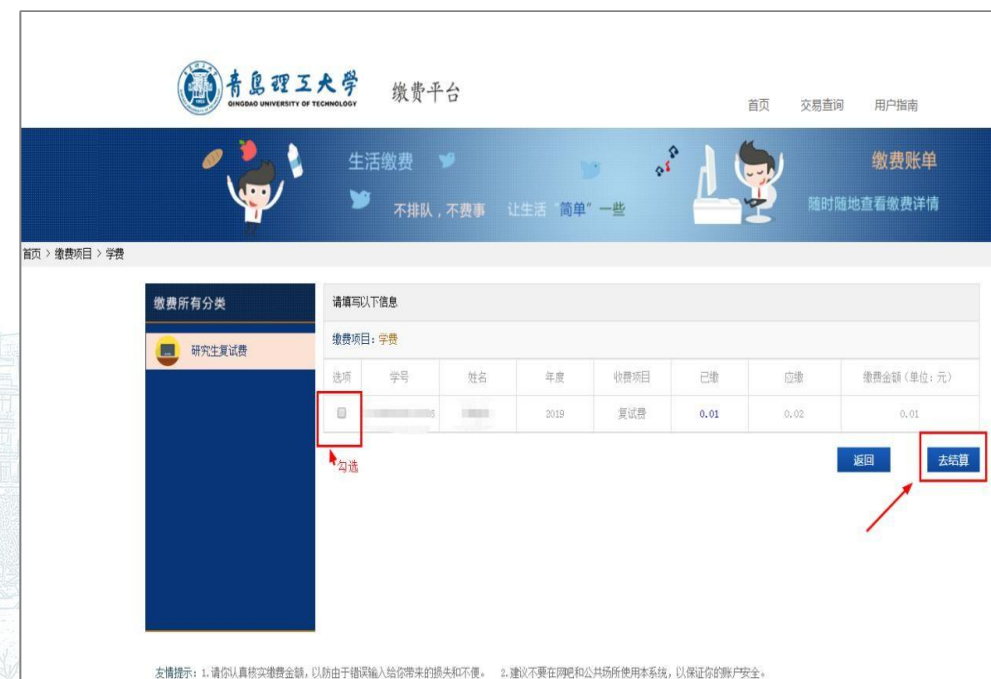 青岛理工大学 缴费平台
QINGDAO UNIVERSITY OF TECHNOLOGY
首页 交易查询 用户指南
生活缴费 缴费账单
不排队，不费事 让生活“简单”一些 随时随地查看缴费详情
首页 > 缴费项目 > 学费
缴费所有分类 请填写以下信息
研究生复试费 缴费项目：学费
选项 学号 姓名 年度 收费项目 已缴 应缴 缴费金额（单位：元）
2019 复试费 0.01 0.02 0.01
勾选 返回 去结算
友情提示：1.请你认真核实缴费金额，以防由于错误输入给你带来的损失和不便。 2.建议不要在网吧和公共场所使用本系统，以保证你的账户安全。